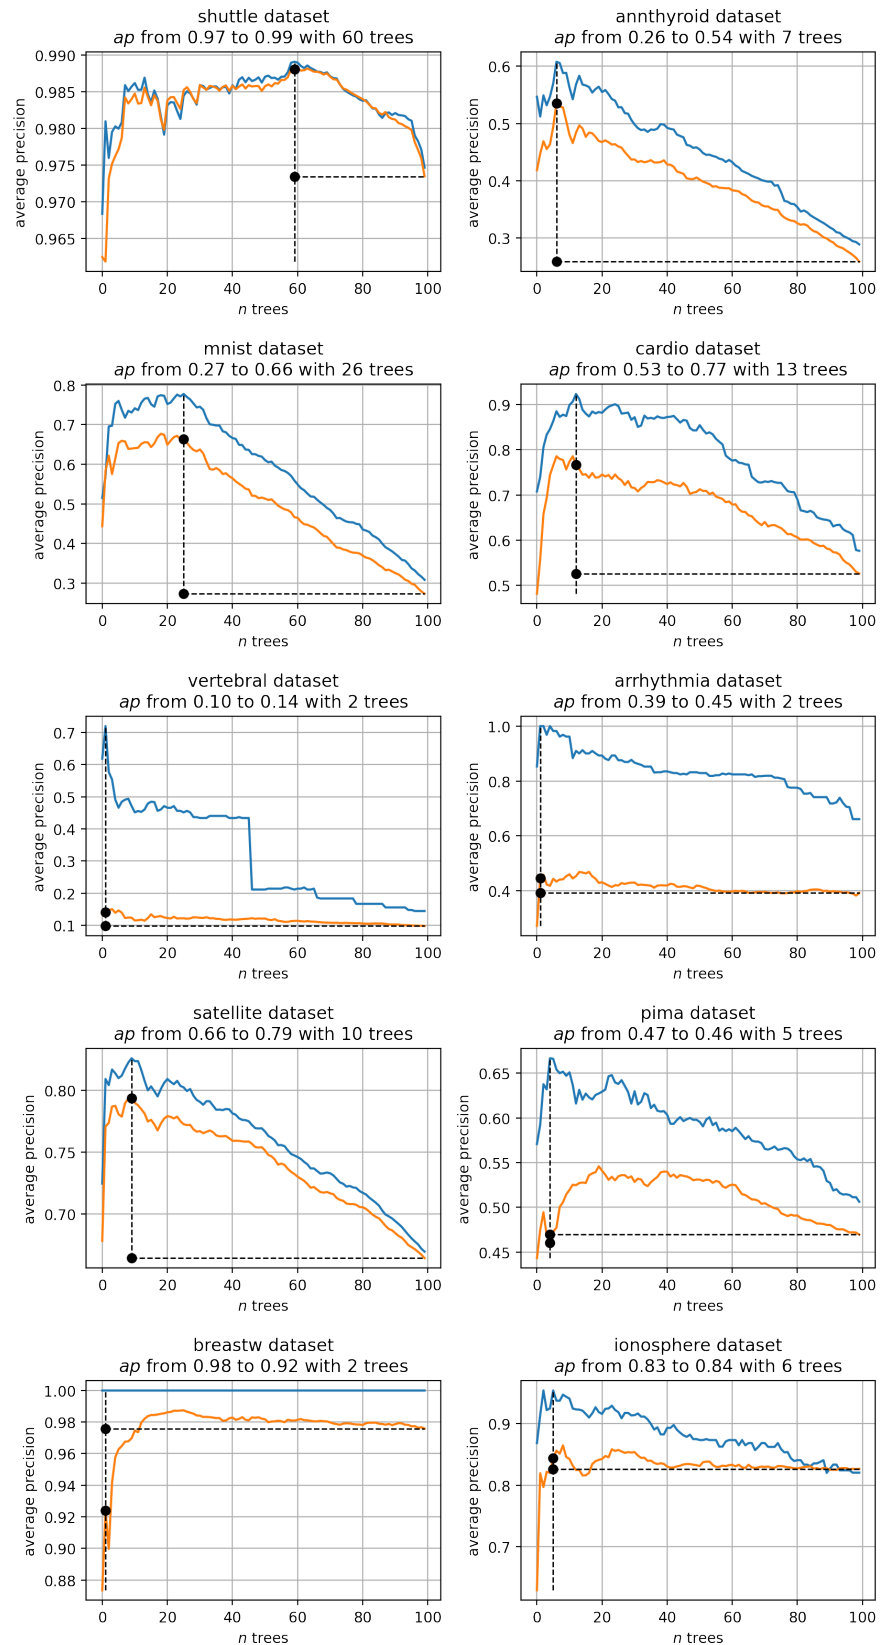 shuttle dataset
ap from 0.97 to 0.99 with 60 trees
average precision
0.990
0.985
0.980
0.975
0.970
0.965
0 20 40 60 80 100
n trees
annthyroid dataset
ap from 0.26 to 0.54 with 7 trees
average precision
0.6
0.5
0.4
0.3
0 20 40 60 80 100
n trees
mnist dataset
ap from 0.27 to 0.66 with 26 trees
average precision
0.8
0.7
0.6
0.5
0.4
0.3
0 20 40 60 80 100
n trees
cardio dataset
ap from 0.53 to 0.77 with 13 trees
average precision
0.9
0.8
0.7
0.6
0.5
0 20 40 60 80 100
n trees
vertebral dataset
ap from 0.10 to 0.14 with 2 trees
average precision
0.7
0.6
0.5
0.4
0.3
0.2
0.1
0 20 40 60 80 100
n trees
arrhythmia dataset
ap from 0.39 to 0.45 with 2 trees
average precision
1.0
0.8
0.6
0.4
0 20 40 60 80 100
n trees
satellite dataset
ap from 0.66 to 0.79 with 10 trees
average precision
0.80
0.75
0.70
0 20 40 60 80 100
n trees
pima dataset
ap from 0.47 to 0.46 with 5 trees
average precision
0.65
0.60
0.55
0.50
0.45
0 20 40 60 80 100
n trees
breastw dataset
ap from 0.98 to 0.92 with 2 trees
average precision
1.00
0.98
0.96
0.94
0.92
0.90
0.88
0 20 40 60 80 100
n trees
ionosphere dataset
ap from 0.83 to 0.84 with 6 trees
average precision
0.9
0.8
0.7
0 20 40 60 80 100
n trees